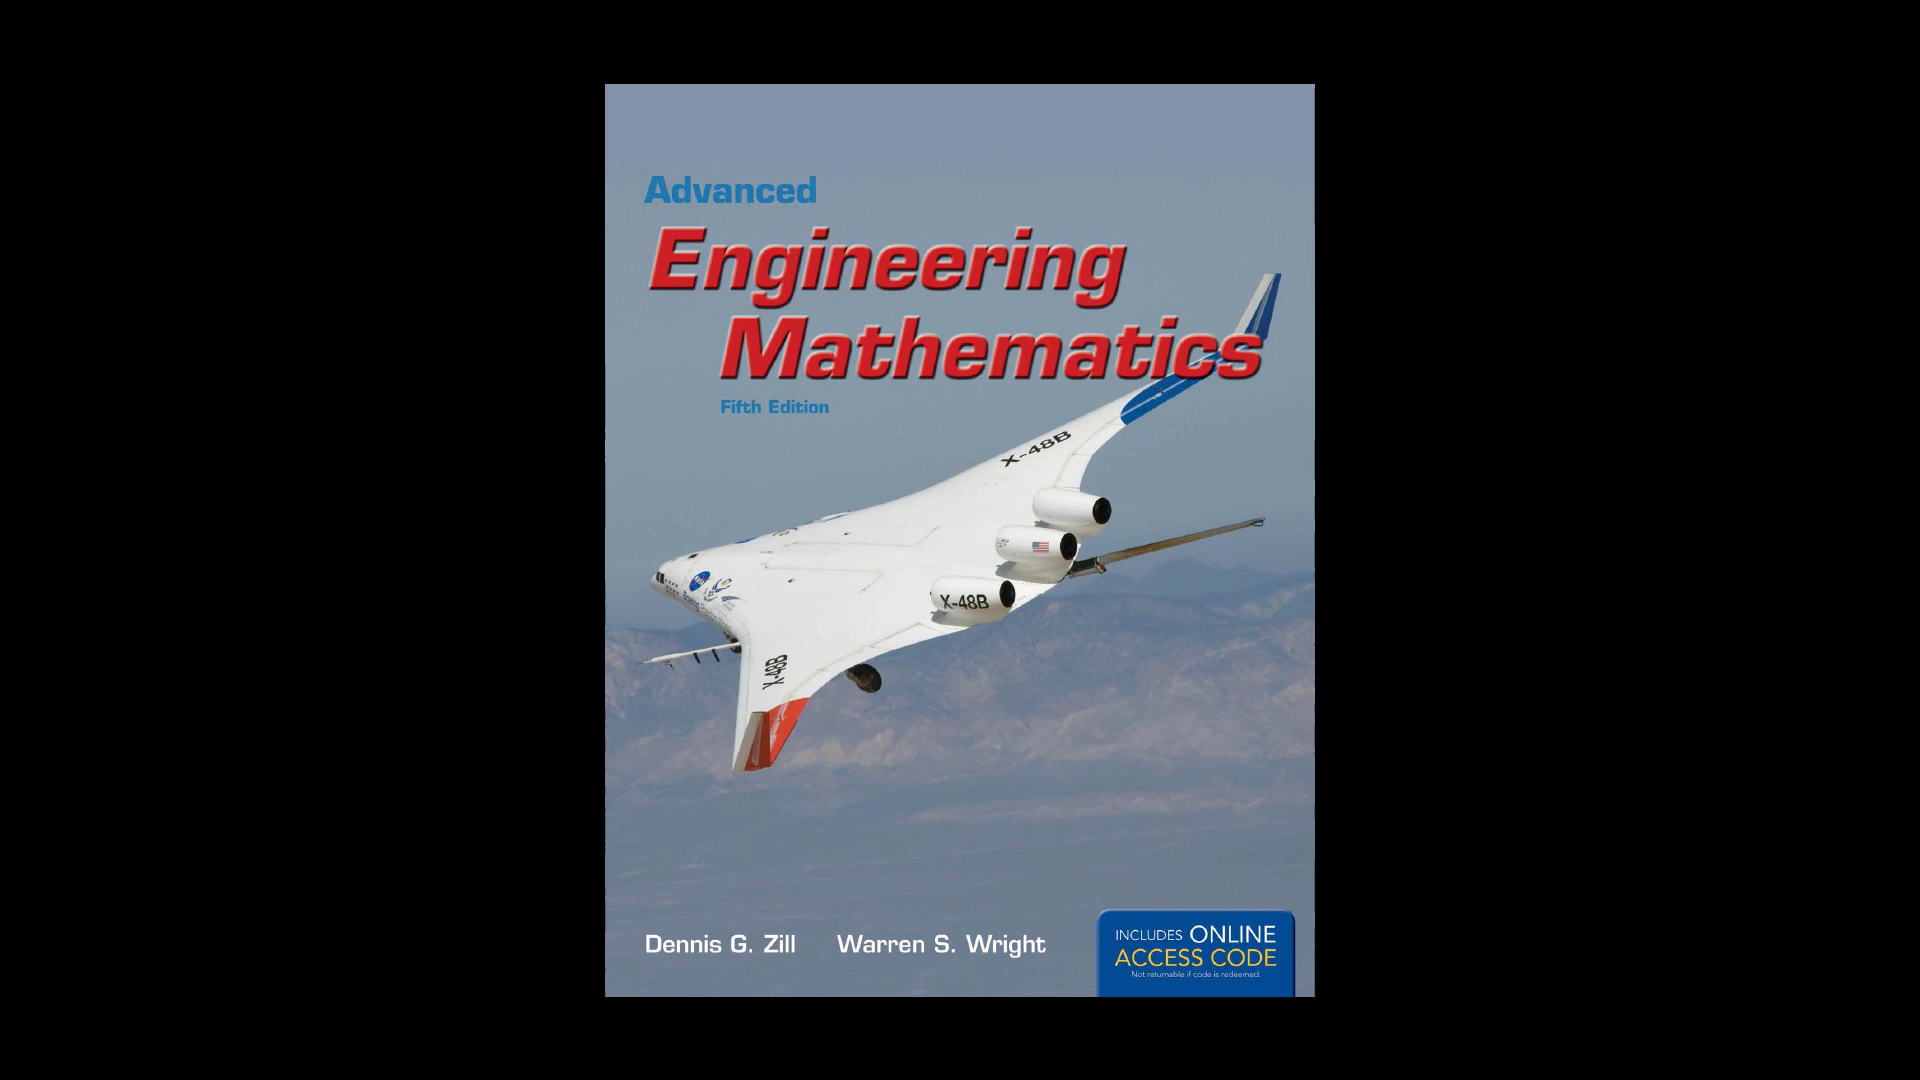 Advanced
Engineering
Mathematics
Fifth Edition
X-48B
X-48B
X-48B
Dennis G. Zill Warren S. Wright
INCLUDES ONLINE
ACCESS CODE
Not returnable if code is redeemed.